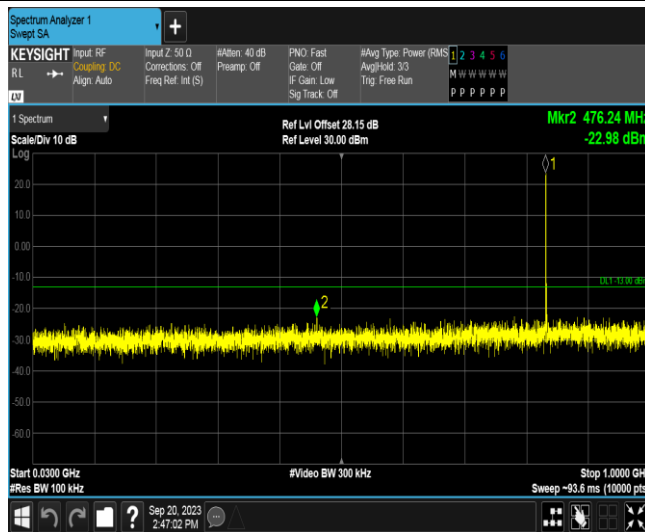 Spectrum Analyzer 1
Swept SA
+
KEYSIGHT Input: RF Input Z: 50 Ω #Atten: 40 dB PNO: Fast #Avg Type: Power (RMS 1 2 3 4 5 6
RL Coupling: DC Corrections: Off Preamp: Off Gate: Off Avg|Hold: 3/3 M W W W W W
Align: Auto Freq Ref: Int (S) IF Gain: Low Trig: Free Run
Sig Track: Off P P P P P P
LXI
1 Spectrum Ref Lvl Offset 28.15 dB Mkr2 476.24 MHz
Scale/Div 10 dB Ref Level 30.00 dBm -22.98 dBm
Log
1
20.0
10.0
0.00
-10.0
DL1 -13.00 dB
2
-20.0
-30.0
-40.0
-50.0
-60.0
Start 0.0300 GHz #Video BW 300 kHz Stop 1.0000 GH
#Res BW 100 kHz Sweep ~93.6 ms (10000 pts
? Sep 20, 2023
2:47:02 PM